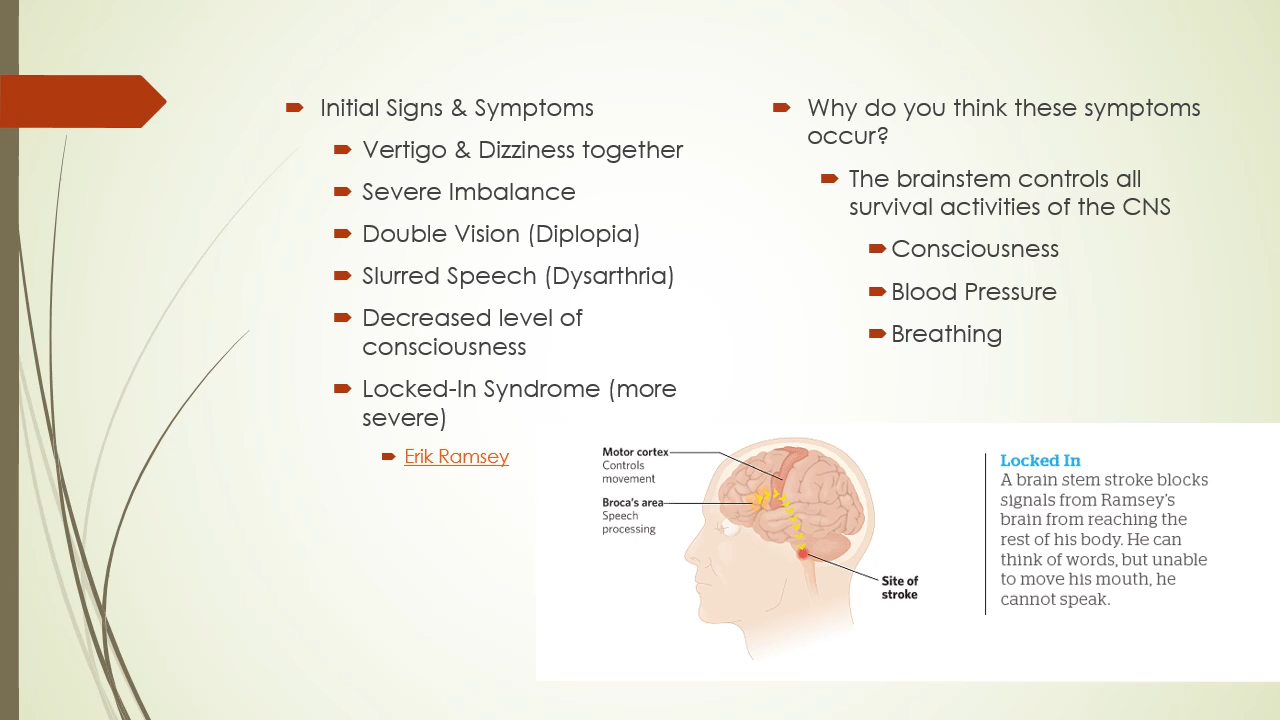 Initial Signs & Symptoms
Vertigo & Dizziness together
Severe Imbalance
Double Vision (Diplopia)
Slurred Speech (Dysarthria)
Decreased level of
consciousness
Locked-In Syndrome (more
severe)
Erik Ramsey
Why do you think these symptoms
occur?
The brainstem controls all
survival activities of the CNS
Consciousness
Blood Pressure
Breathing
Motor cortex
Controls
movement
Broca's area
Speech
processing
Site of
stroke
Locked In
A brain stem stroke blocks
signals from Ramsey's
brain from reaching the
rest of his body. He can
think of words, but unable
to move his mouth, he
cannot speak.